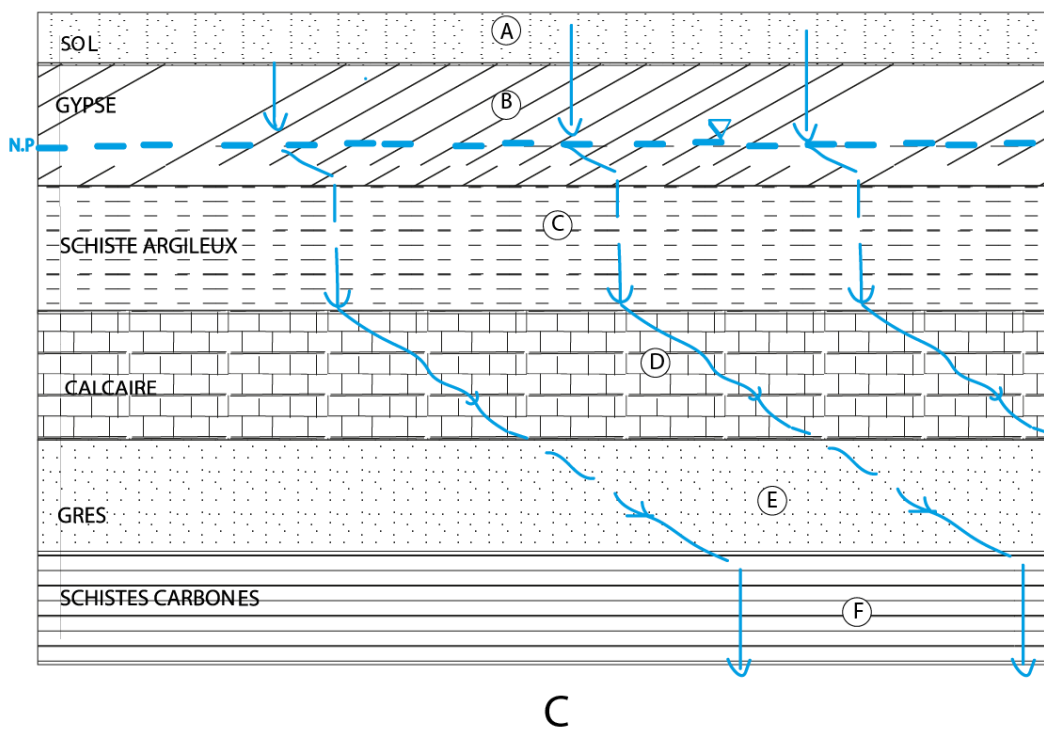 A
SOL
B
GYPSE
N.P
C
SCHISTE ARGILEUX
D
CALCAIRE
E
GRES
SCHISTES CARBONES
F
C